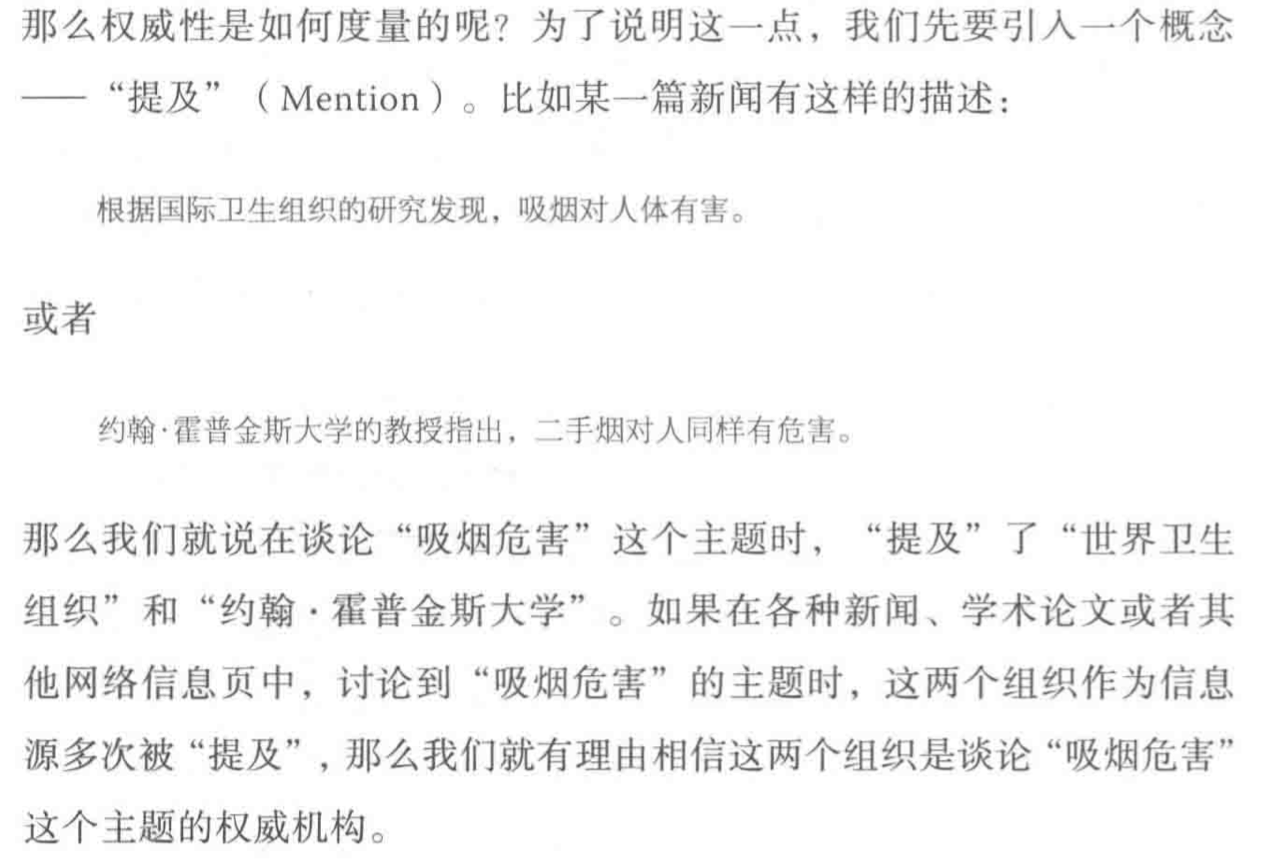 那么权威性是如何度量的呢？为了说明这一点，我们先要引入一个概念
——“提及”（Mention）。比如某一篇新闻有这样的描述：
根据国际卫生组织的研究发现，吸烟对人体有害。
或者
约翰·霍普金斯大学的教授指出，二手烟对人同样有危害。
那么我们就说在谈论“吸烟危害”这个主题时，“提及”了“世界卫生
组织”和“约翰·霍普金斯大学”。如果在各种新闻、学术论文或者其
他网络信息页中，讨论到“吸烟危害”的主题时，这两个组织作为信息
源多次被“提及”，那么我们就有理由相信这两个组织是谈论“吸烟危害”
这个主题的权威机构。